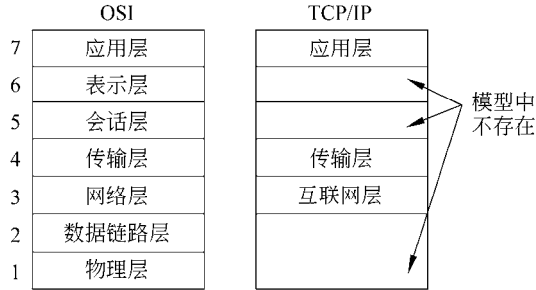 OSI TCP/IP
7 应用层 应用层
6 表示层
5 会话层
4 传输层 传输层
3 网络层 互联网层
2 数据链路层
1 物理层
模型中
不存在